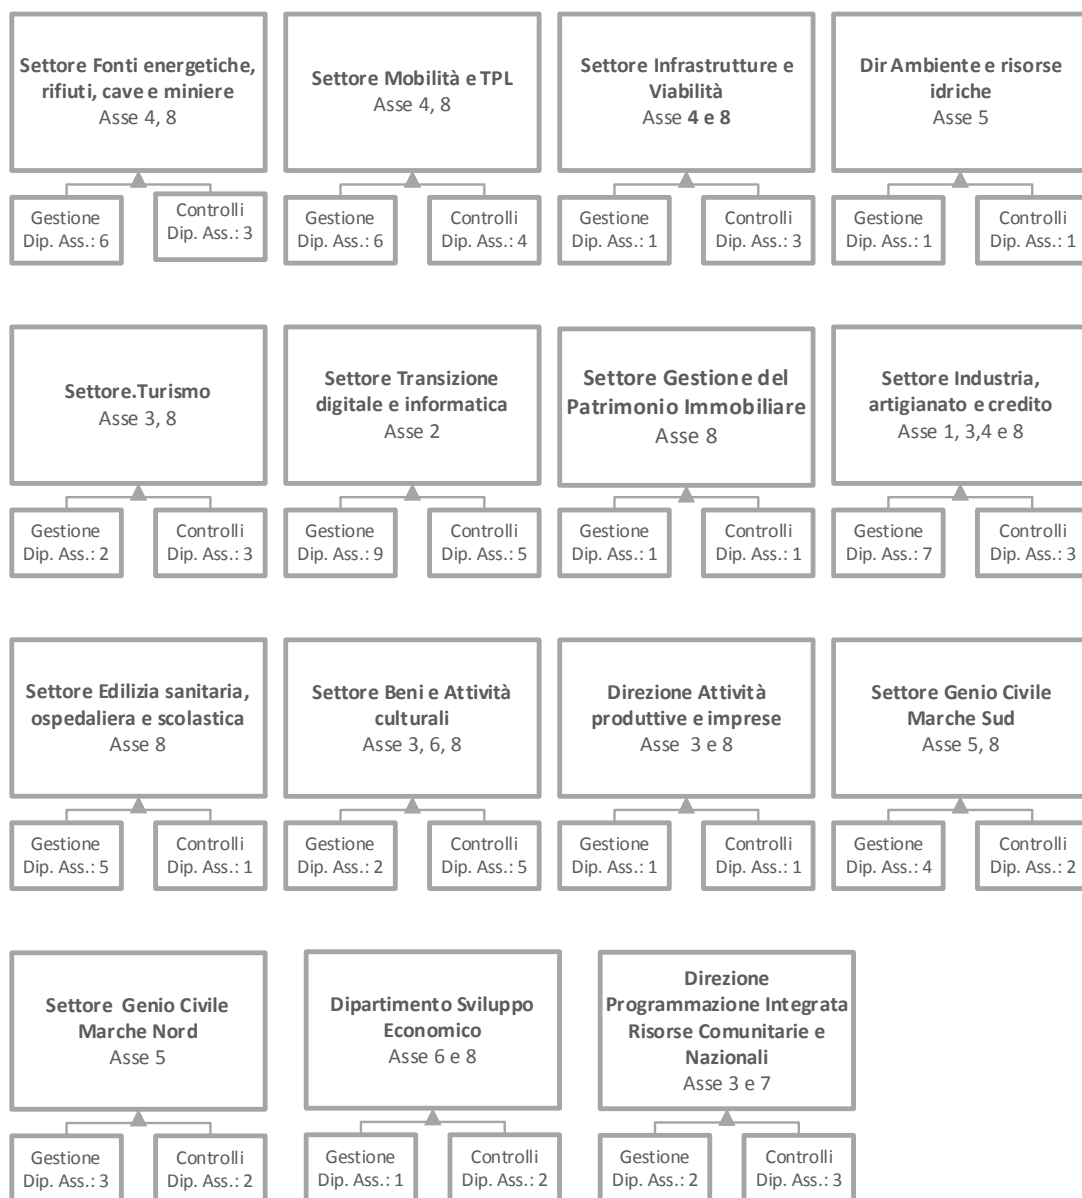 Settore Fonti energetiche,
rifiuti, cave e miniere
Asse 4, 8
Gestione
Dip. Ass.: 6
Controlli
Dip. Ass.: 3
Settore Mobilità e TPL
Asse 4, 8
Gestione
Dip. Ass.: 6
Controlli
Dip. Ass.: 4
Settore Infrastrutture e
Viabilità
Asse 4 e 8
Gestione
Dip. Ass.: 1
Controlli
Dip. Ass.: 3
Dir Ambiente e risorse
idriche
Asse 5
Gestione
Dip. Ass.: 1
Controlli
Dip. Ass.: 1
Settore.Turismo
Asse 3, 8
Gestione
Dip. Ass.: 2
Controlli
Dip. Ass.: 3
Settore Transizione
digitale e informatica
Asse 2
Gestione
Dip. Ass.: 9
Controlli
Dip. Ass.: 5
Settore Gestione del
Patrimonio Immobiliare
Asse 8
Gestione
Dip. Ass.: 1
Controlli
Dip. Ass.: 1
Settore Industria,
artigianato e credito
Asse 1, 3,4 e 8
Gestione
Dip. Ass.: 7
Controlli
Dip. Ass.: 3
Settore Edilizia sanitaria,
ospedaliera e scolastica
Asse 8
Gestione
Dip. Ass.: 5
Controlli
Dip. Ass.: 1
Settore Beni e Attività
culturali
Asse 3, 6, 8
Gestione
Dip. Ass.: 2
Controlli
Dip. Ass.: 5
Direzione Attività
produttive e imprese
Asse 3 e 8
Gestione
Dip. Ass.: 1
Controlli
Dip. Ass.: 1
Settore Genio Civile
Marche Sud
Asse 5, 8
Gestione
Dip. Ass.: 4
Controlli
Dip. Ass.: 2
Settore Genio Civile
Marche Nord
Asse 5
Gestione
Dip. Ass.: 3
Controlli
Dip. Ass.: 2
Dipartimento Sviluppo
Economico
Asse 6 e 8
Gestione
Dip. Ass.: 1
Controlli
Dip. Ass.: 2
Direzione
Programmazione Integrata
Risorse Comunitarie e
Nazionali
Asse 3 e 7
Gestione
Dip. Ass.: 2
Controlli
Dip. Ass.: 3